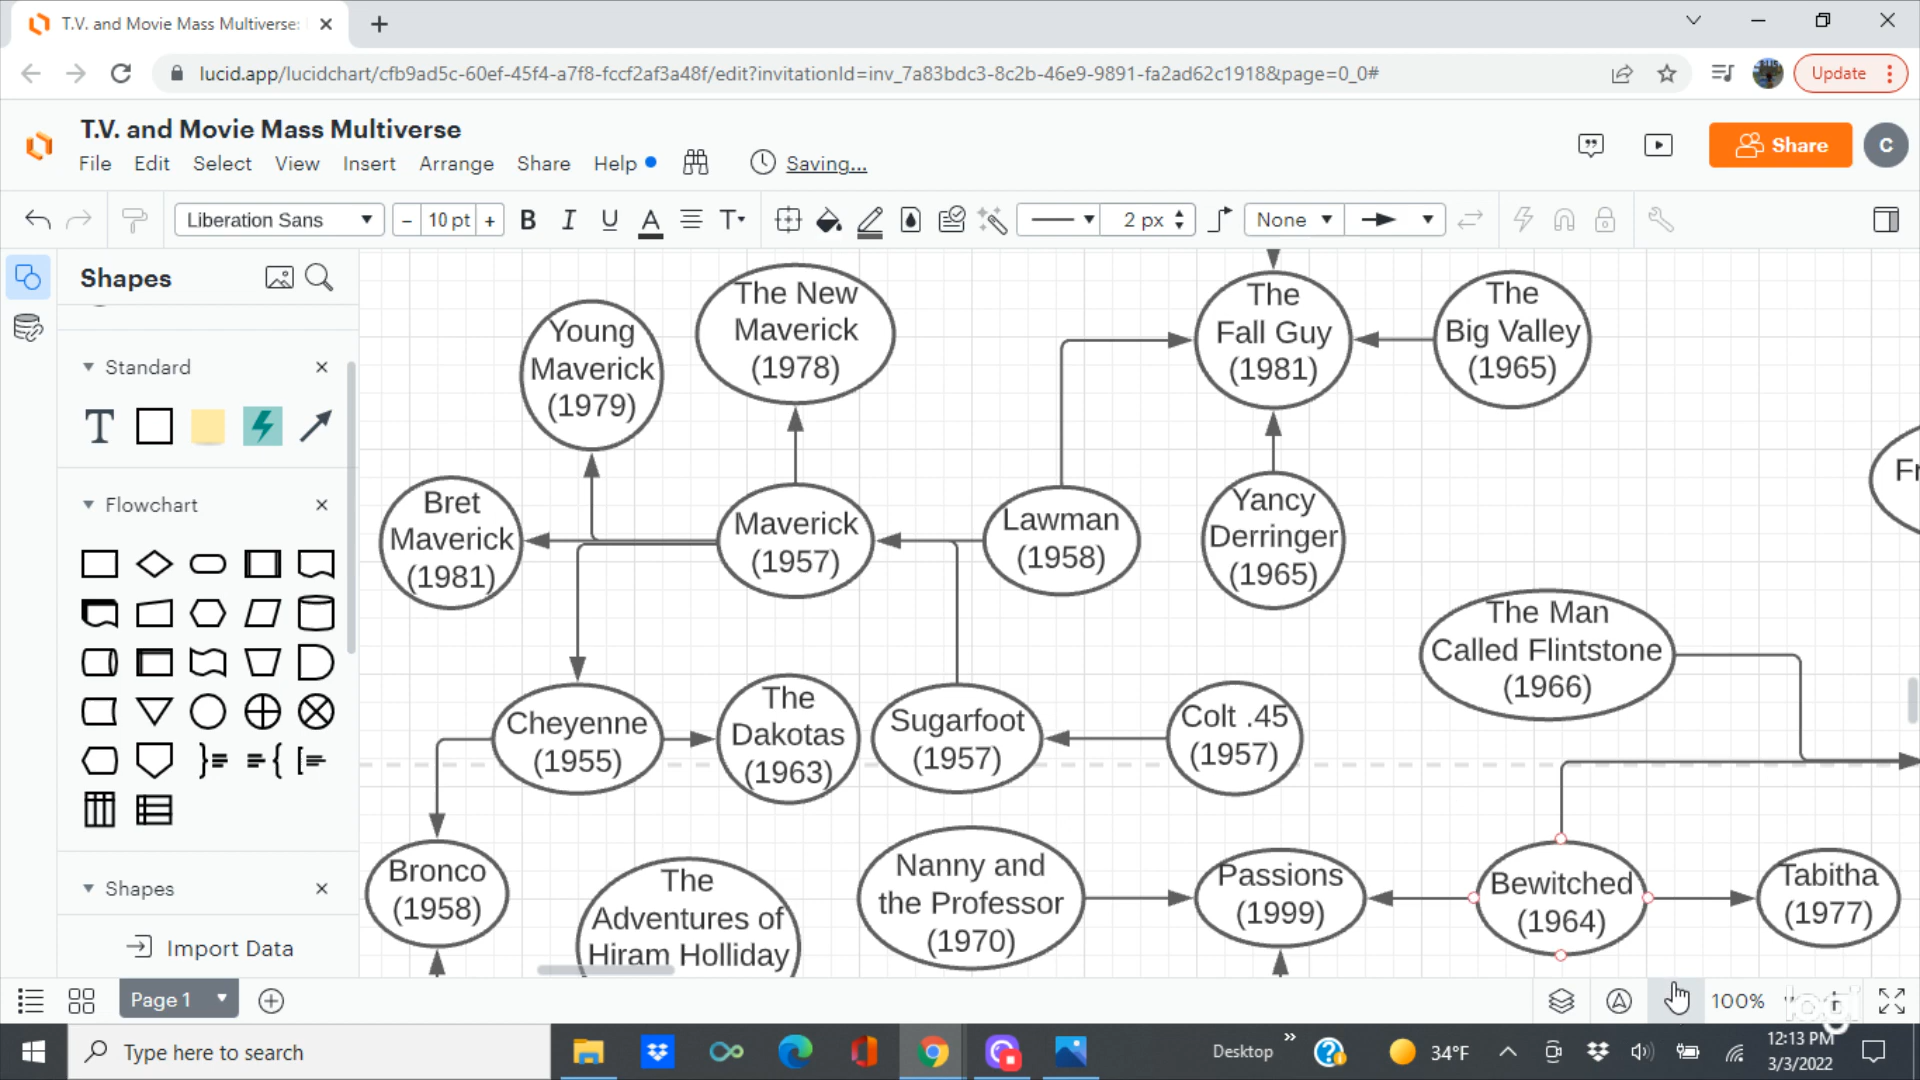 T.V. and Movie Mass Multiverse:
lucid.app/lucidchart/cfb9ad5c-60ef-45f4-a7f8-fccf2af3a48f/edit?invitationId=inv_7a83bdc3-8c2b-46e9-9891-fa2ad62c1918&page=0_0#
Update
T.V. and Movie Mass Multiverse
File Edit Select View Insert Arrange Share Help
Saving...
Share
C
Liberation Sans
10 pt
B I U A T
2 px
None
Shapes
Standard
T
Flowchart
Shapes
Import Data
The New
Maverick
(1978)
Young
Maverick
(1979)
The
Fall Guy
(1981)
The
Big Valley
(1965)
Bret
Maverick
(1981)
Maverick
(1957)
Lawman
(1958)
Yancy
Derringer
(1965)
Fr
The Man
Called Flintstone
(1966)
Cheyenne
(1955)
The
Dakotas
(1963)
Sugarfoot
(1957)
Colt .45
(1957)
Bronco
(1958)
The
Adventures of
Hiram Holliday
Nanny and
the Professor
(1970)
Passions
(1999)
Bewitched
(1964)
Tabitha
(1977)
Page 1
100%
logi
Type here to search
Desktop
34°F
12:13 PM
3/3/2022